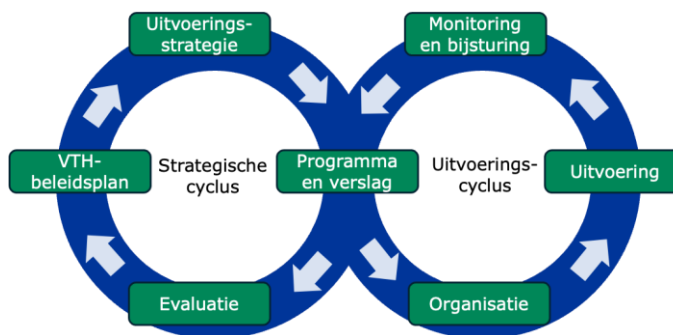 Uitvoerings-
strategie
Monitoring
en bijsturing
VTH-
beleidsplan
Strategische
cyclus
Programma
en verslag
Uitvoerings-
cyclus
Uitvoering
Evaluatie
Organisatie